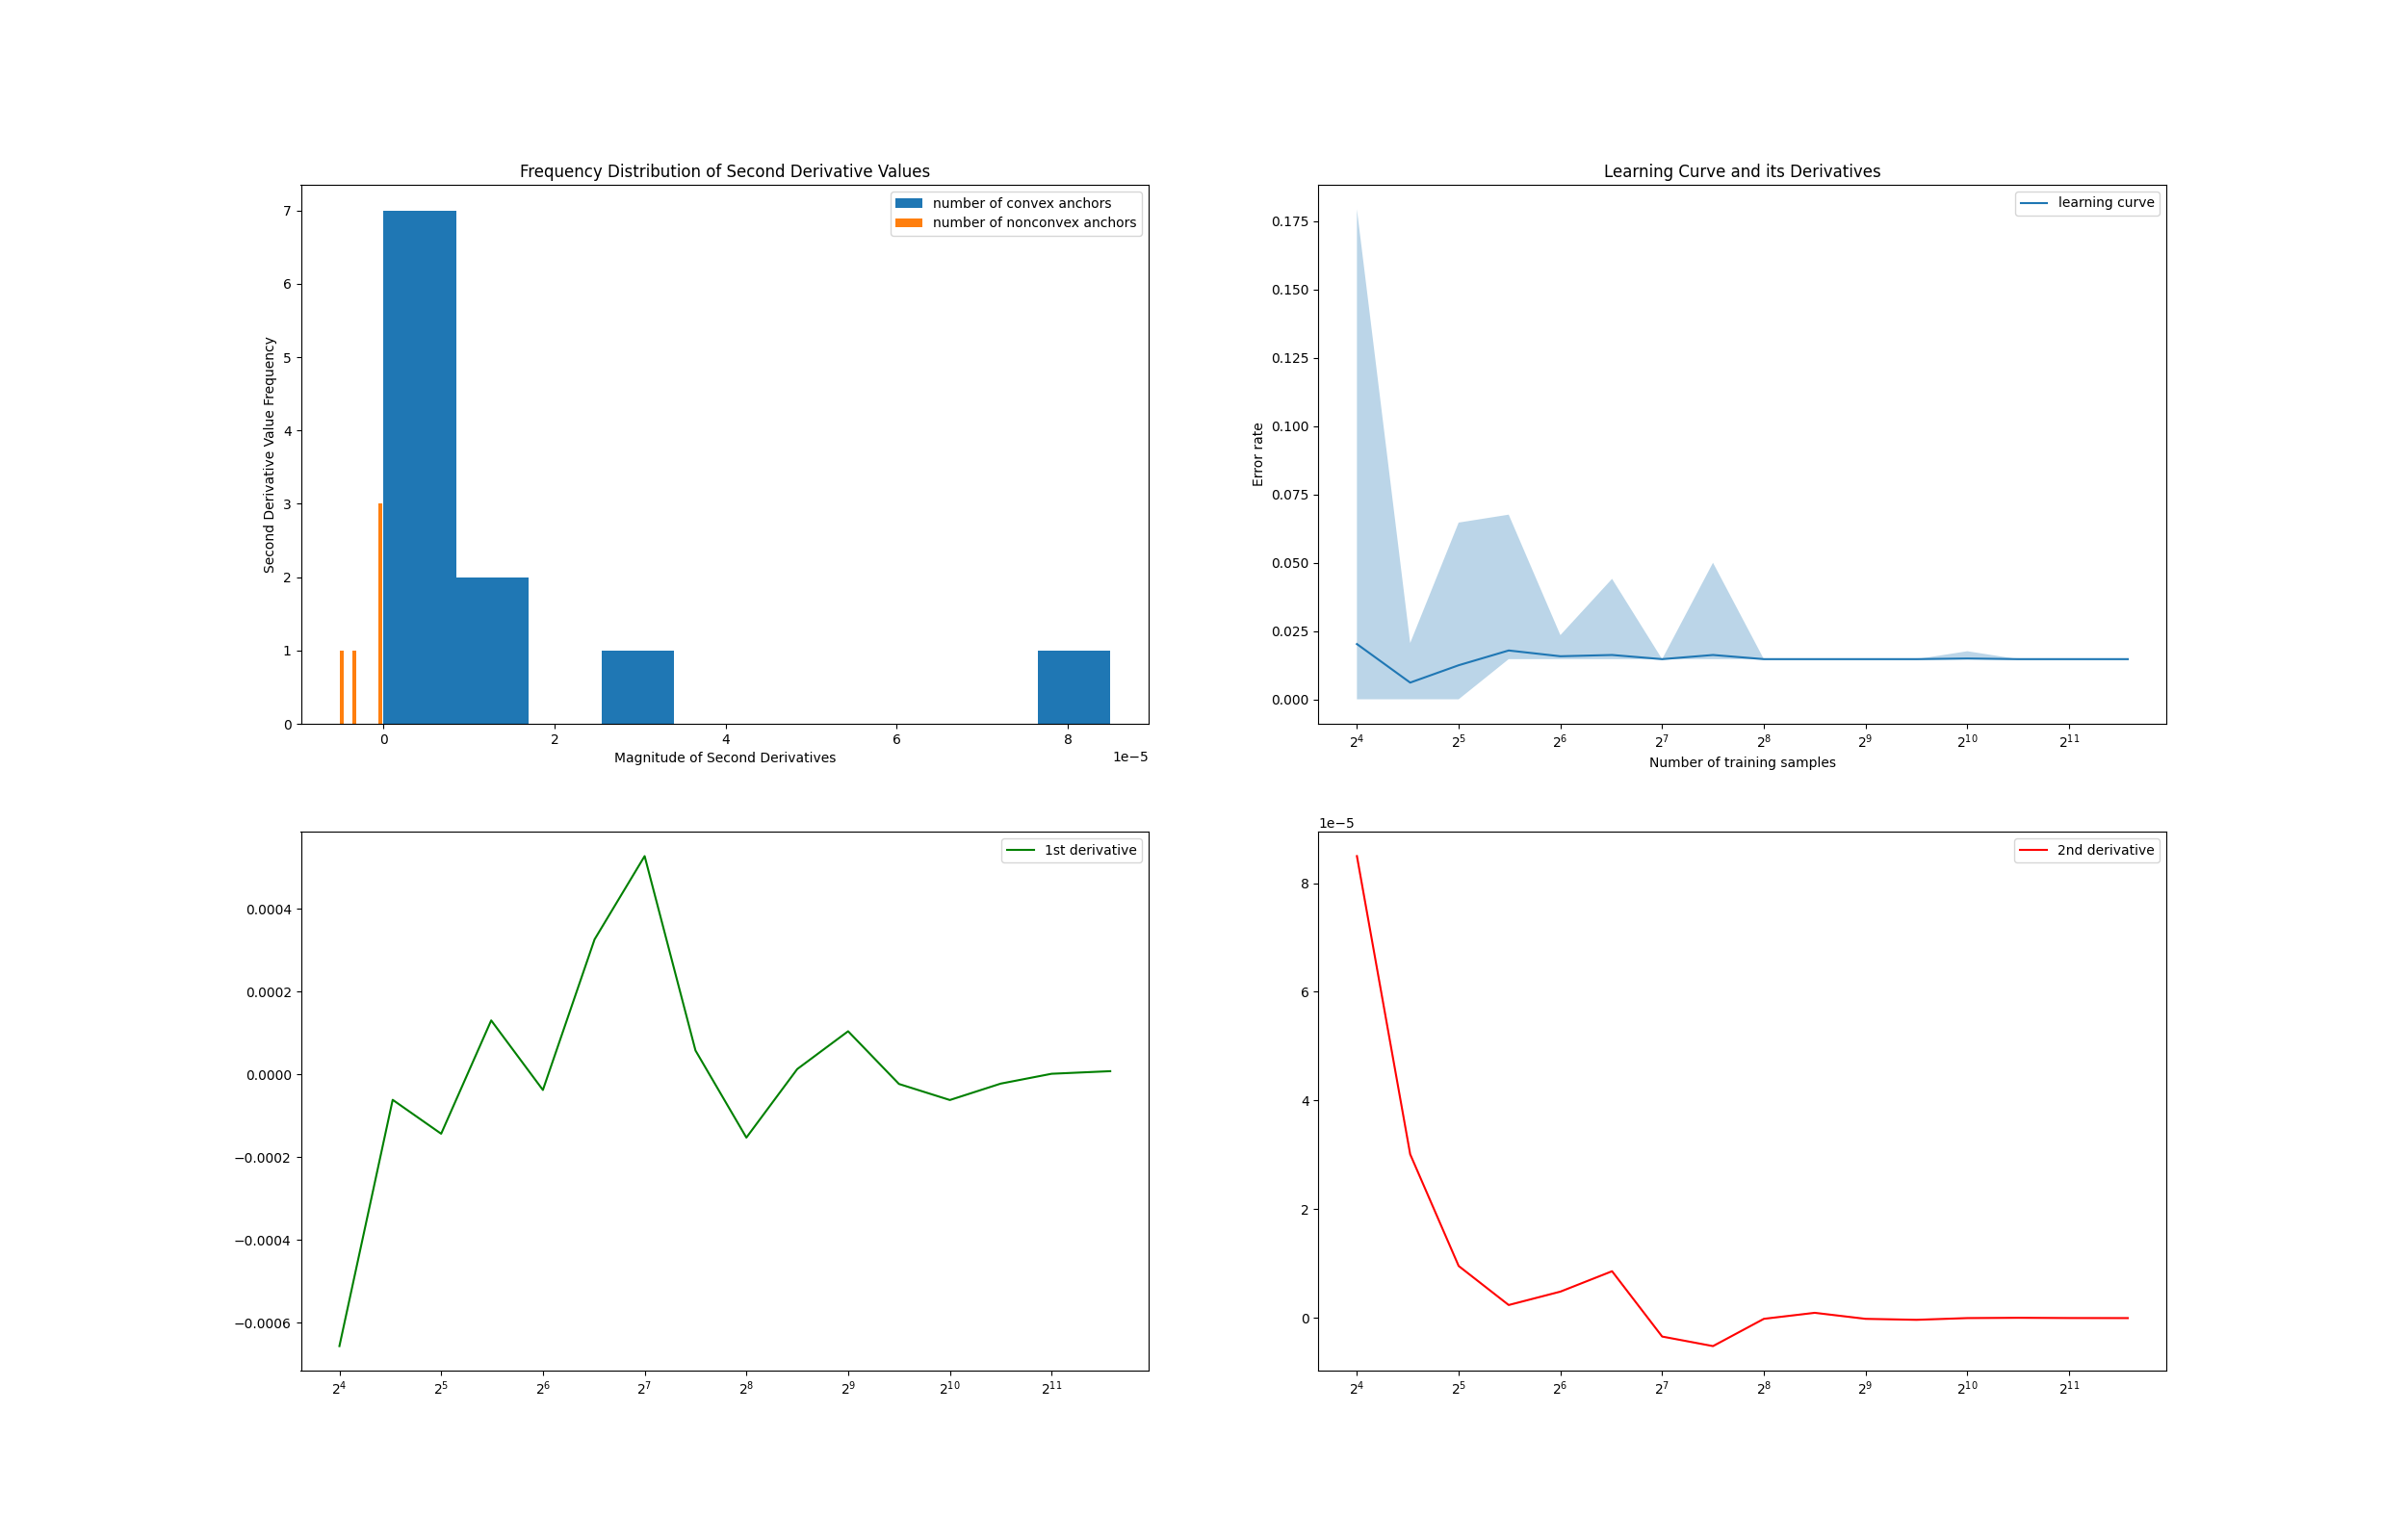 Frequency Distribution of Second Derivative Values
number of convex anchors
number of nonconvex anchors
Second Derivative Value Frequency
7
6
5
4
3
2
1
0
0 2 4 6 8
1e−5
Magnitude of Second Derivatives
Learning Curve and its Derivatives
learning curve
Error rate
0.175
0.150
0.125
0.100
0.075
0.050
0.025
0.000
2⁴ 2⁵ 2⁶ 2⁷ 2⁸ 2⁹ 2¹⁰ 2¹¹
Number of training samples
1st derivative
0.0004
0.0002
0.0000
−0.0002
−0.0004
−0.0006
2⁴ 2⁵ 2⁶ 2⁷ 2⁸ 2⁹ 2¹⁰ 2¹¹
1e−5
2nd derivative
8
6
4
2
0
2⁴ 2⁵ 2⁶ 2⁷ 2⁸ 2⁹ 2¹⁰ 2¹¹